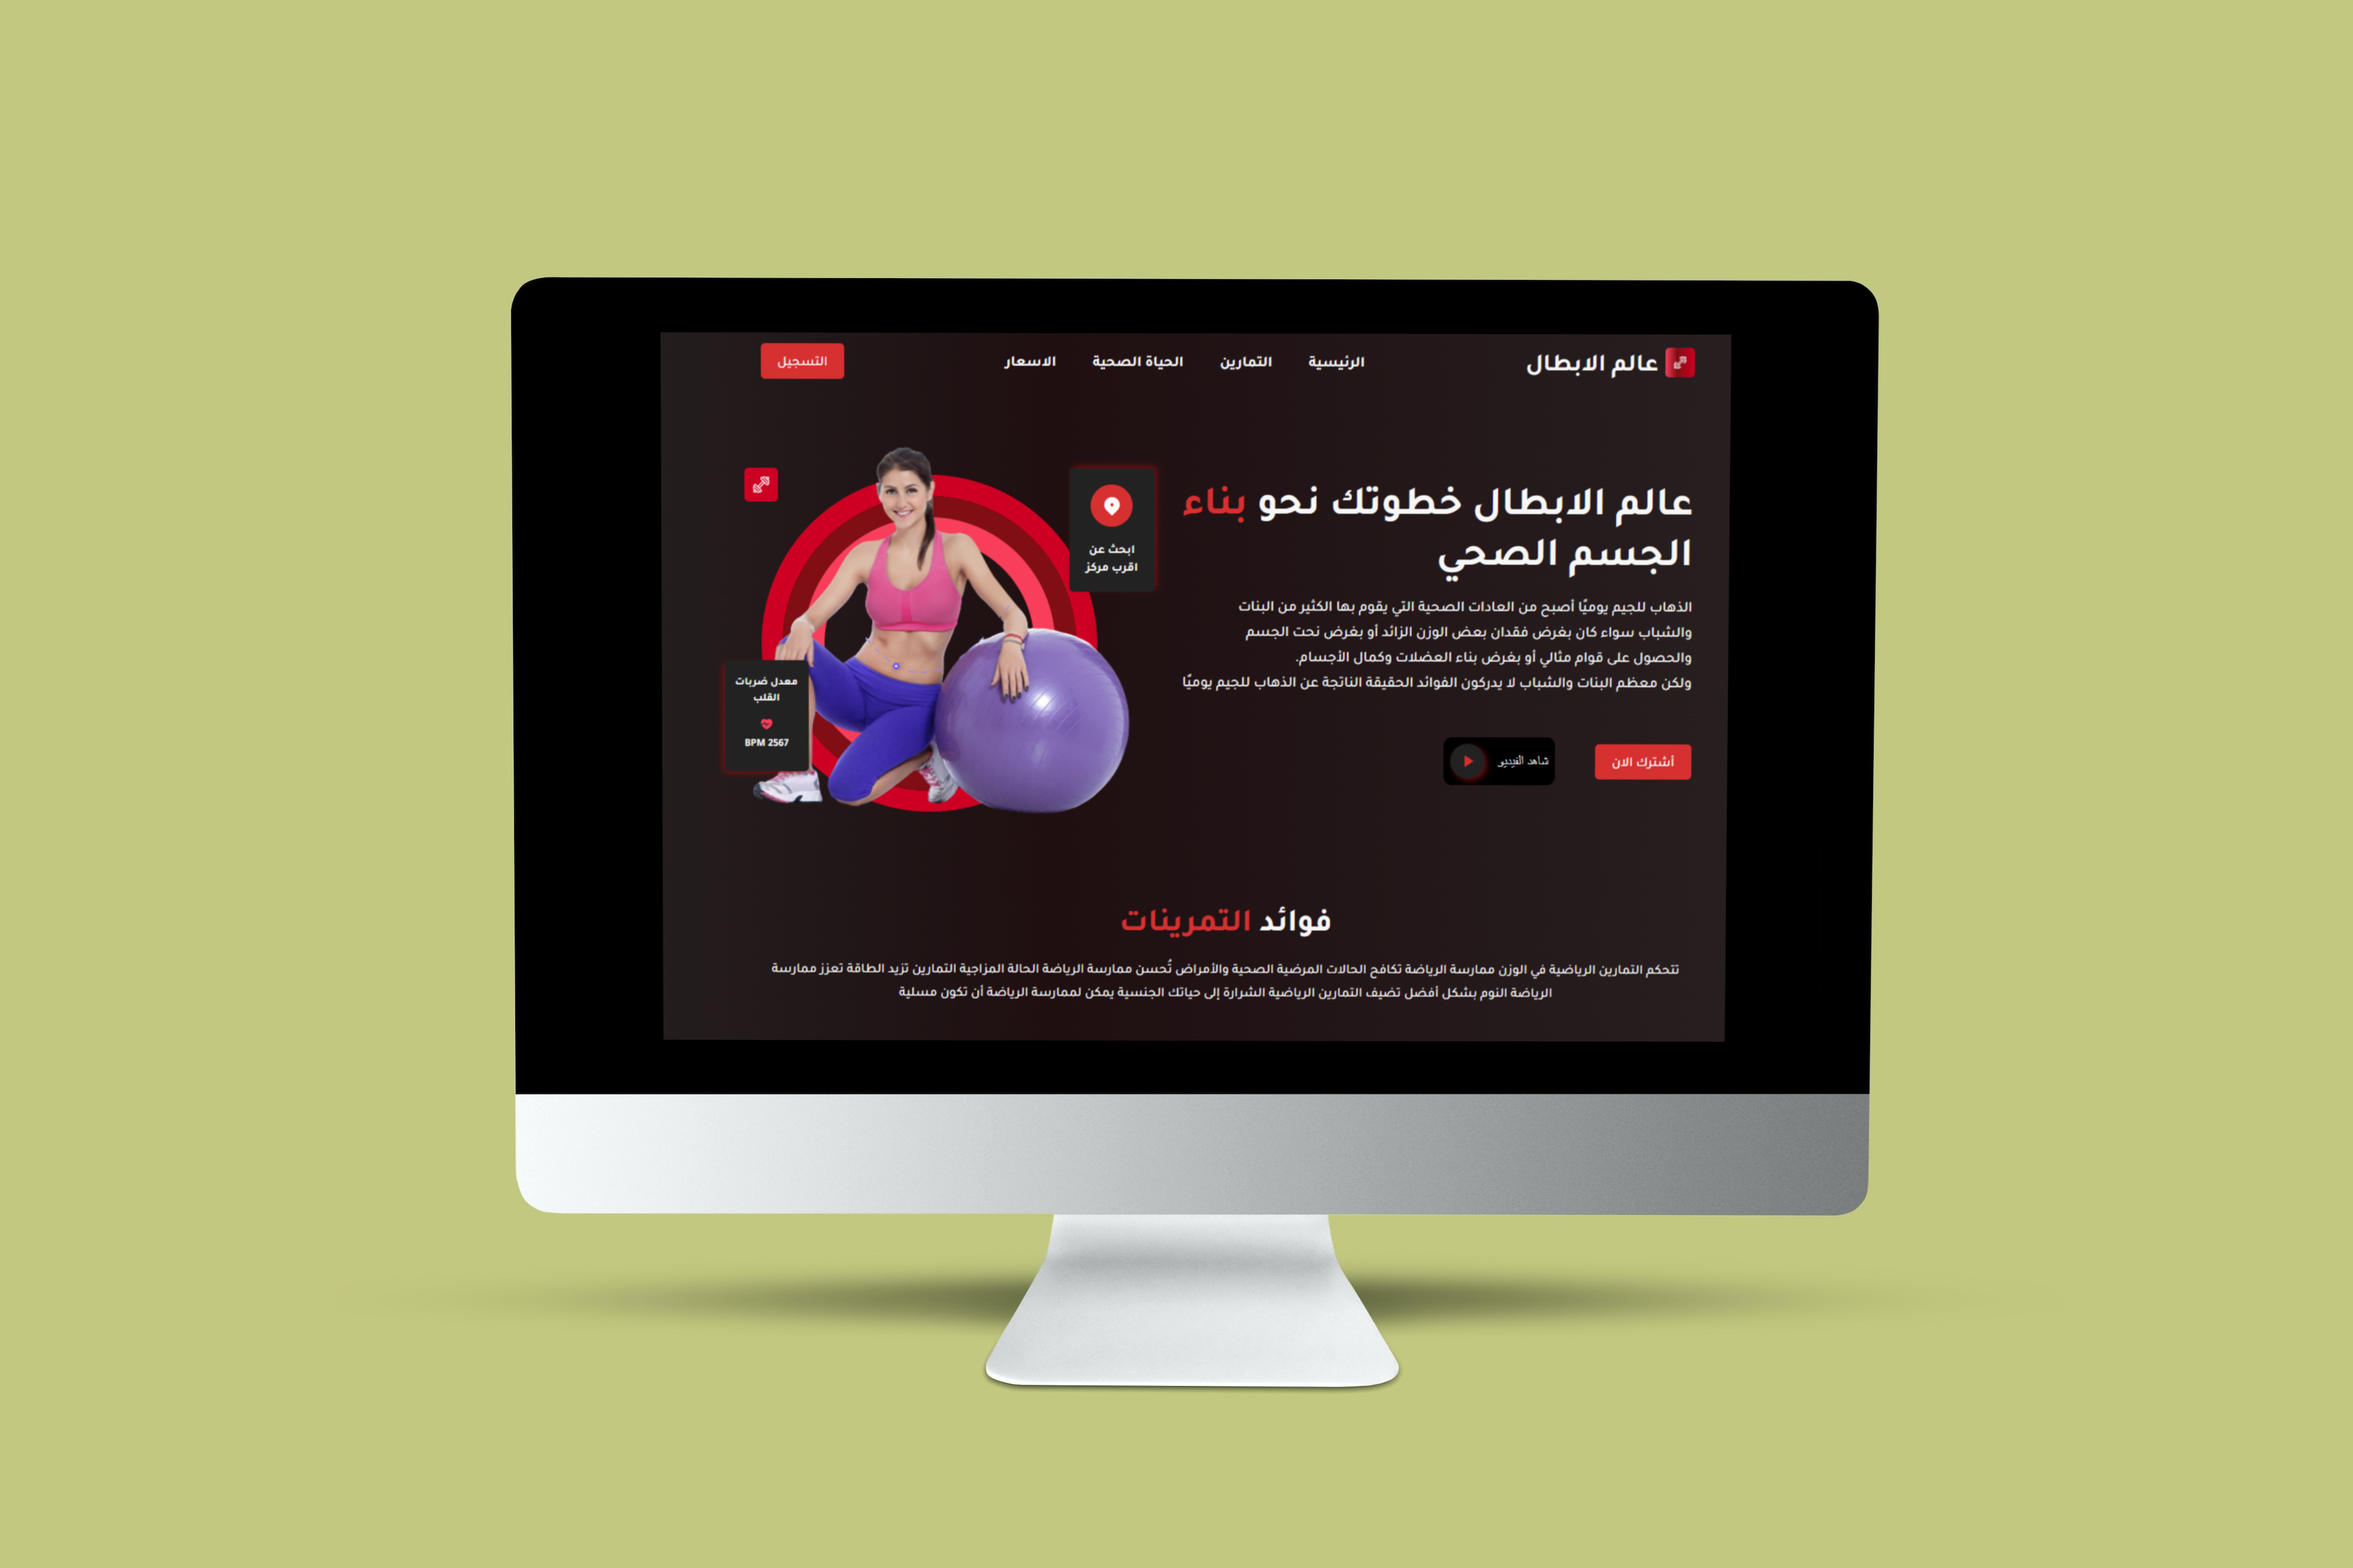 عالم الابطال
الرئيسية
التمارين
الحياة الصحية
الاسعار
التسجيل
عالم الابطال خطوتك نحو بناء
الجسم الصحي
الذهاب للجيم يوميًا أصبح من العادات الصحية التي يقوم بها الكثير من البنات
والشباب سواء كان بغرض فقدان بعض الوزن الزائد أو بغرض نحت الجسم
والحصول على قوام مثالي أو بغرض بناء العضلات وكمال الأجسام.
ولكن معظم البنات والشباب لا يدركون الفوائد الحقيقة الناتجة عن الذهاب للجيم يوميًا
أشترك الان
شاهد الفيديو
ابحث عن
اقرب مركز
معدل ضربات
القلب
2567 BPM
فوائد التمرينات
تتحكم التمارين الرياضية في الوزن ممارسة الرياضة تكافح الحالات المرضية الصحية والأمراض تُحسن ممارسة الرياضة الحالة المزاجية التمارين تزيد الطاقة تعزز ممارسة
الرياضة النوم بشكل أفضل تضيف التمارين الرياضية الشرارة إلى حياتك الجنسية يمكن لممارسة الرياضة أن تكون مسلية